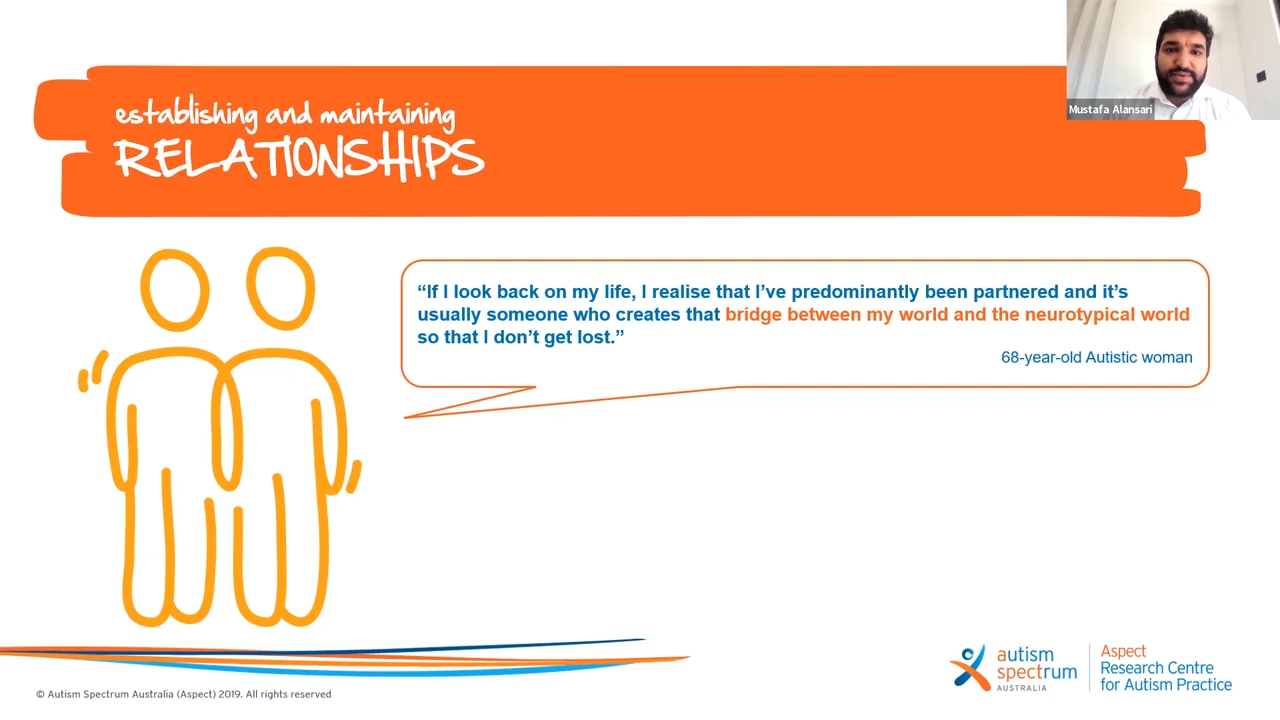 Mustafa Alansari
establishing and maintaining
RELATIONSHIPS
“If I look back on my life, I realise that I’ve predominantly been partnered and it’s
usually someone who creates that bridge between my world and the neurotypical world
so that I don’t get lost.”
68-year-old Autistic woman
autism
spectrum
AUSTRALIA
Aspect
Research Centre
for Autism Practice
© Autism Spectrum Australia (Aspect) 2019. All rights reserved